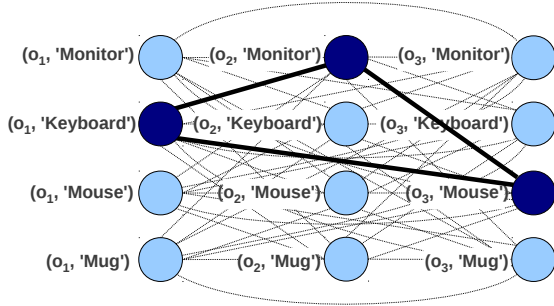 (o₁, 'Monitor') (o₂, 'Monitor') (o₃, 'Monitor')
(o₁, 'Keyboard') (o₂, 'Keyboard') (o₃, 'Keyboard')
(o₁, 'Mouse') (o₂, 'Mouse') (o₃, 'Mouse')
(o₁, 'Mug') (o₂, 'Mug') (o₃, 'Mug')